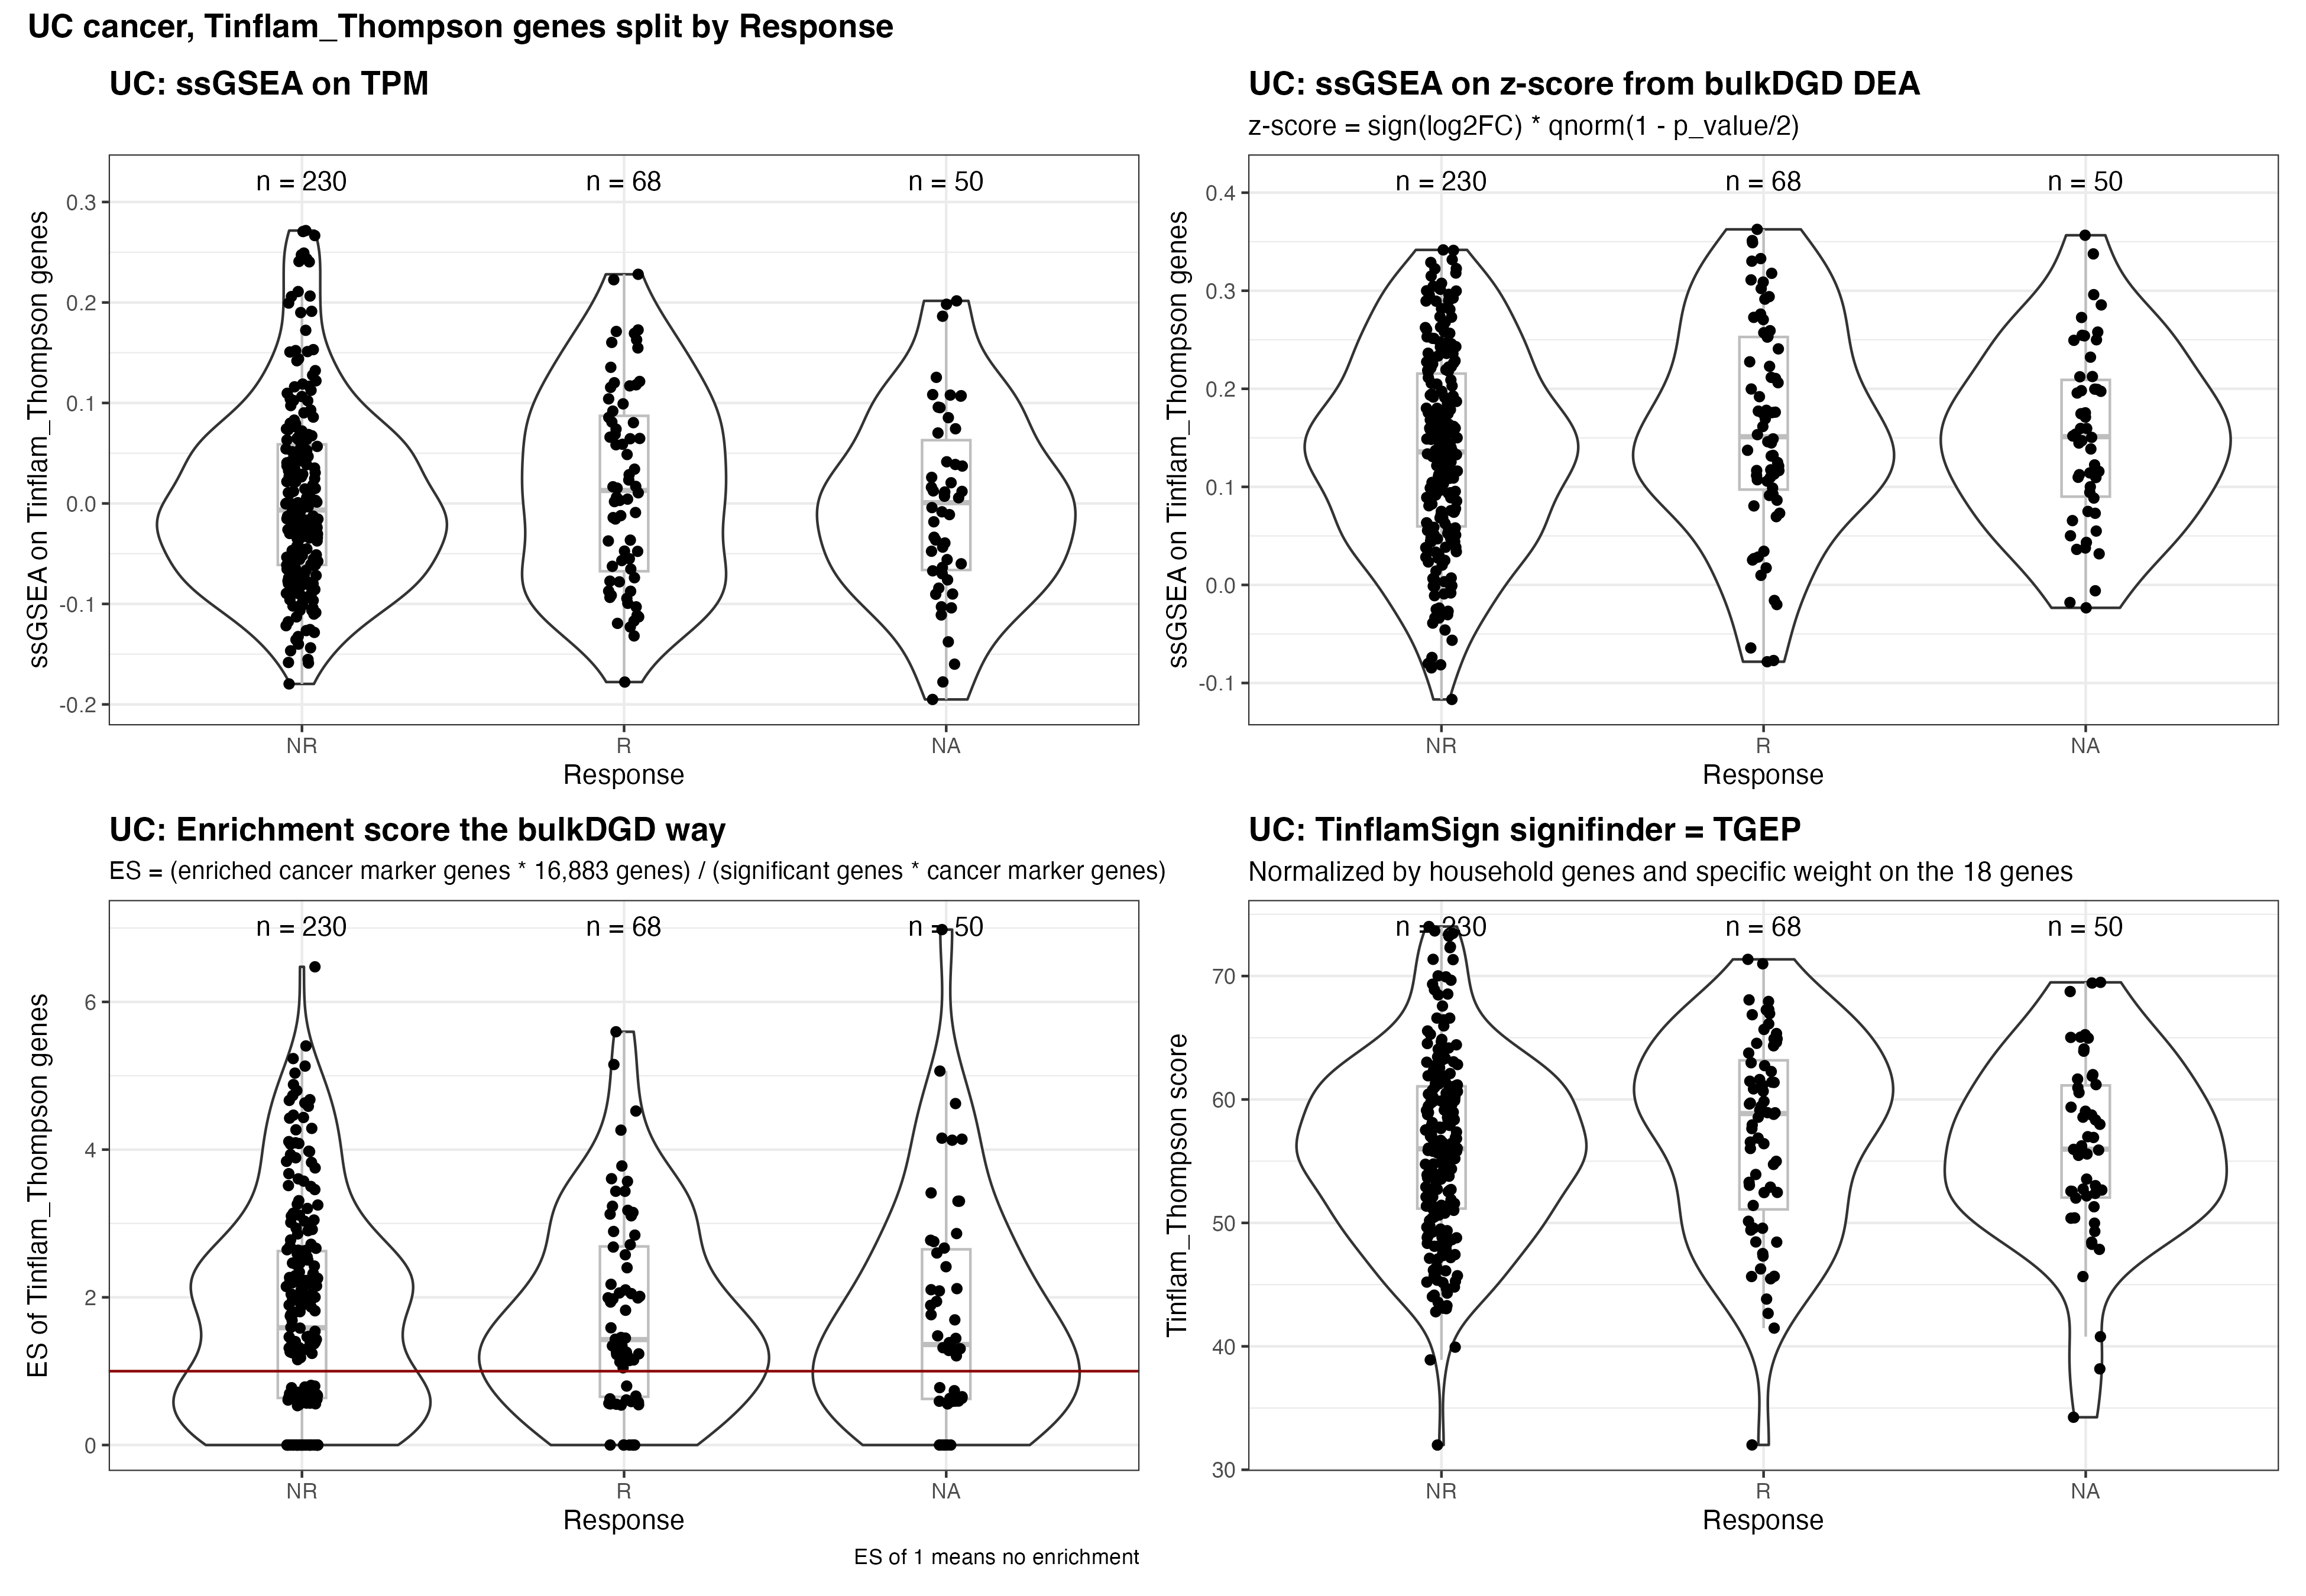 UC cancer, Tinflam_Thompson genes split by Response
UC: ssGSEA on TPM
n = 230
n = 68
n = 50
ssGSEA on Tinflam_Thompson genes
0.3
0.2
0.1
0.0
-0.1
-0.2
NR
R
NA
Response
UC: ssGSEA on z-score from bulkDGD DEA
z-score = sign(log2FC) * qnorm(1 - p_value/2)
n = 230
n = 68
n = 50
ssGSEA on Tinflam_Thompson genes
0.4
0.3
0.2
0.1
0.0
-0.1
NR
R
NA
Response
UC: Enrichment score the bulkDGD way
ES = (enriched cancer marker genes * 16,883 genes) / (significant genes * cancer marker genes)
n = 230
n = 68
n = 50
ES of Tinflam_Thompson genes
6
4
2
0
NR
R
NA
Response
ES of 1 means no enrichment
UC: TinflamSign signifinder = TGEP
Normalized by household genes and specific weight on the 18 genes
n = 230
n = 68
n = 50
Tinflam_Thompson score
70
60
50
40
30
NR
R
NA
Response